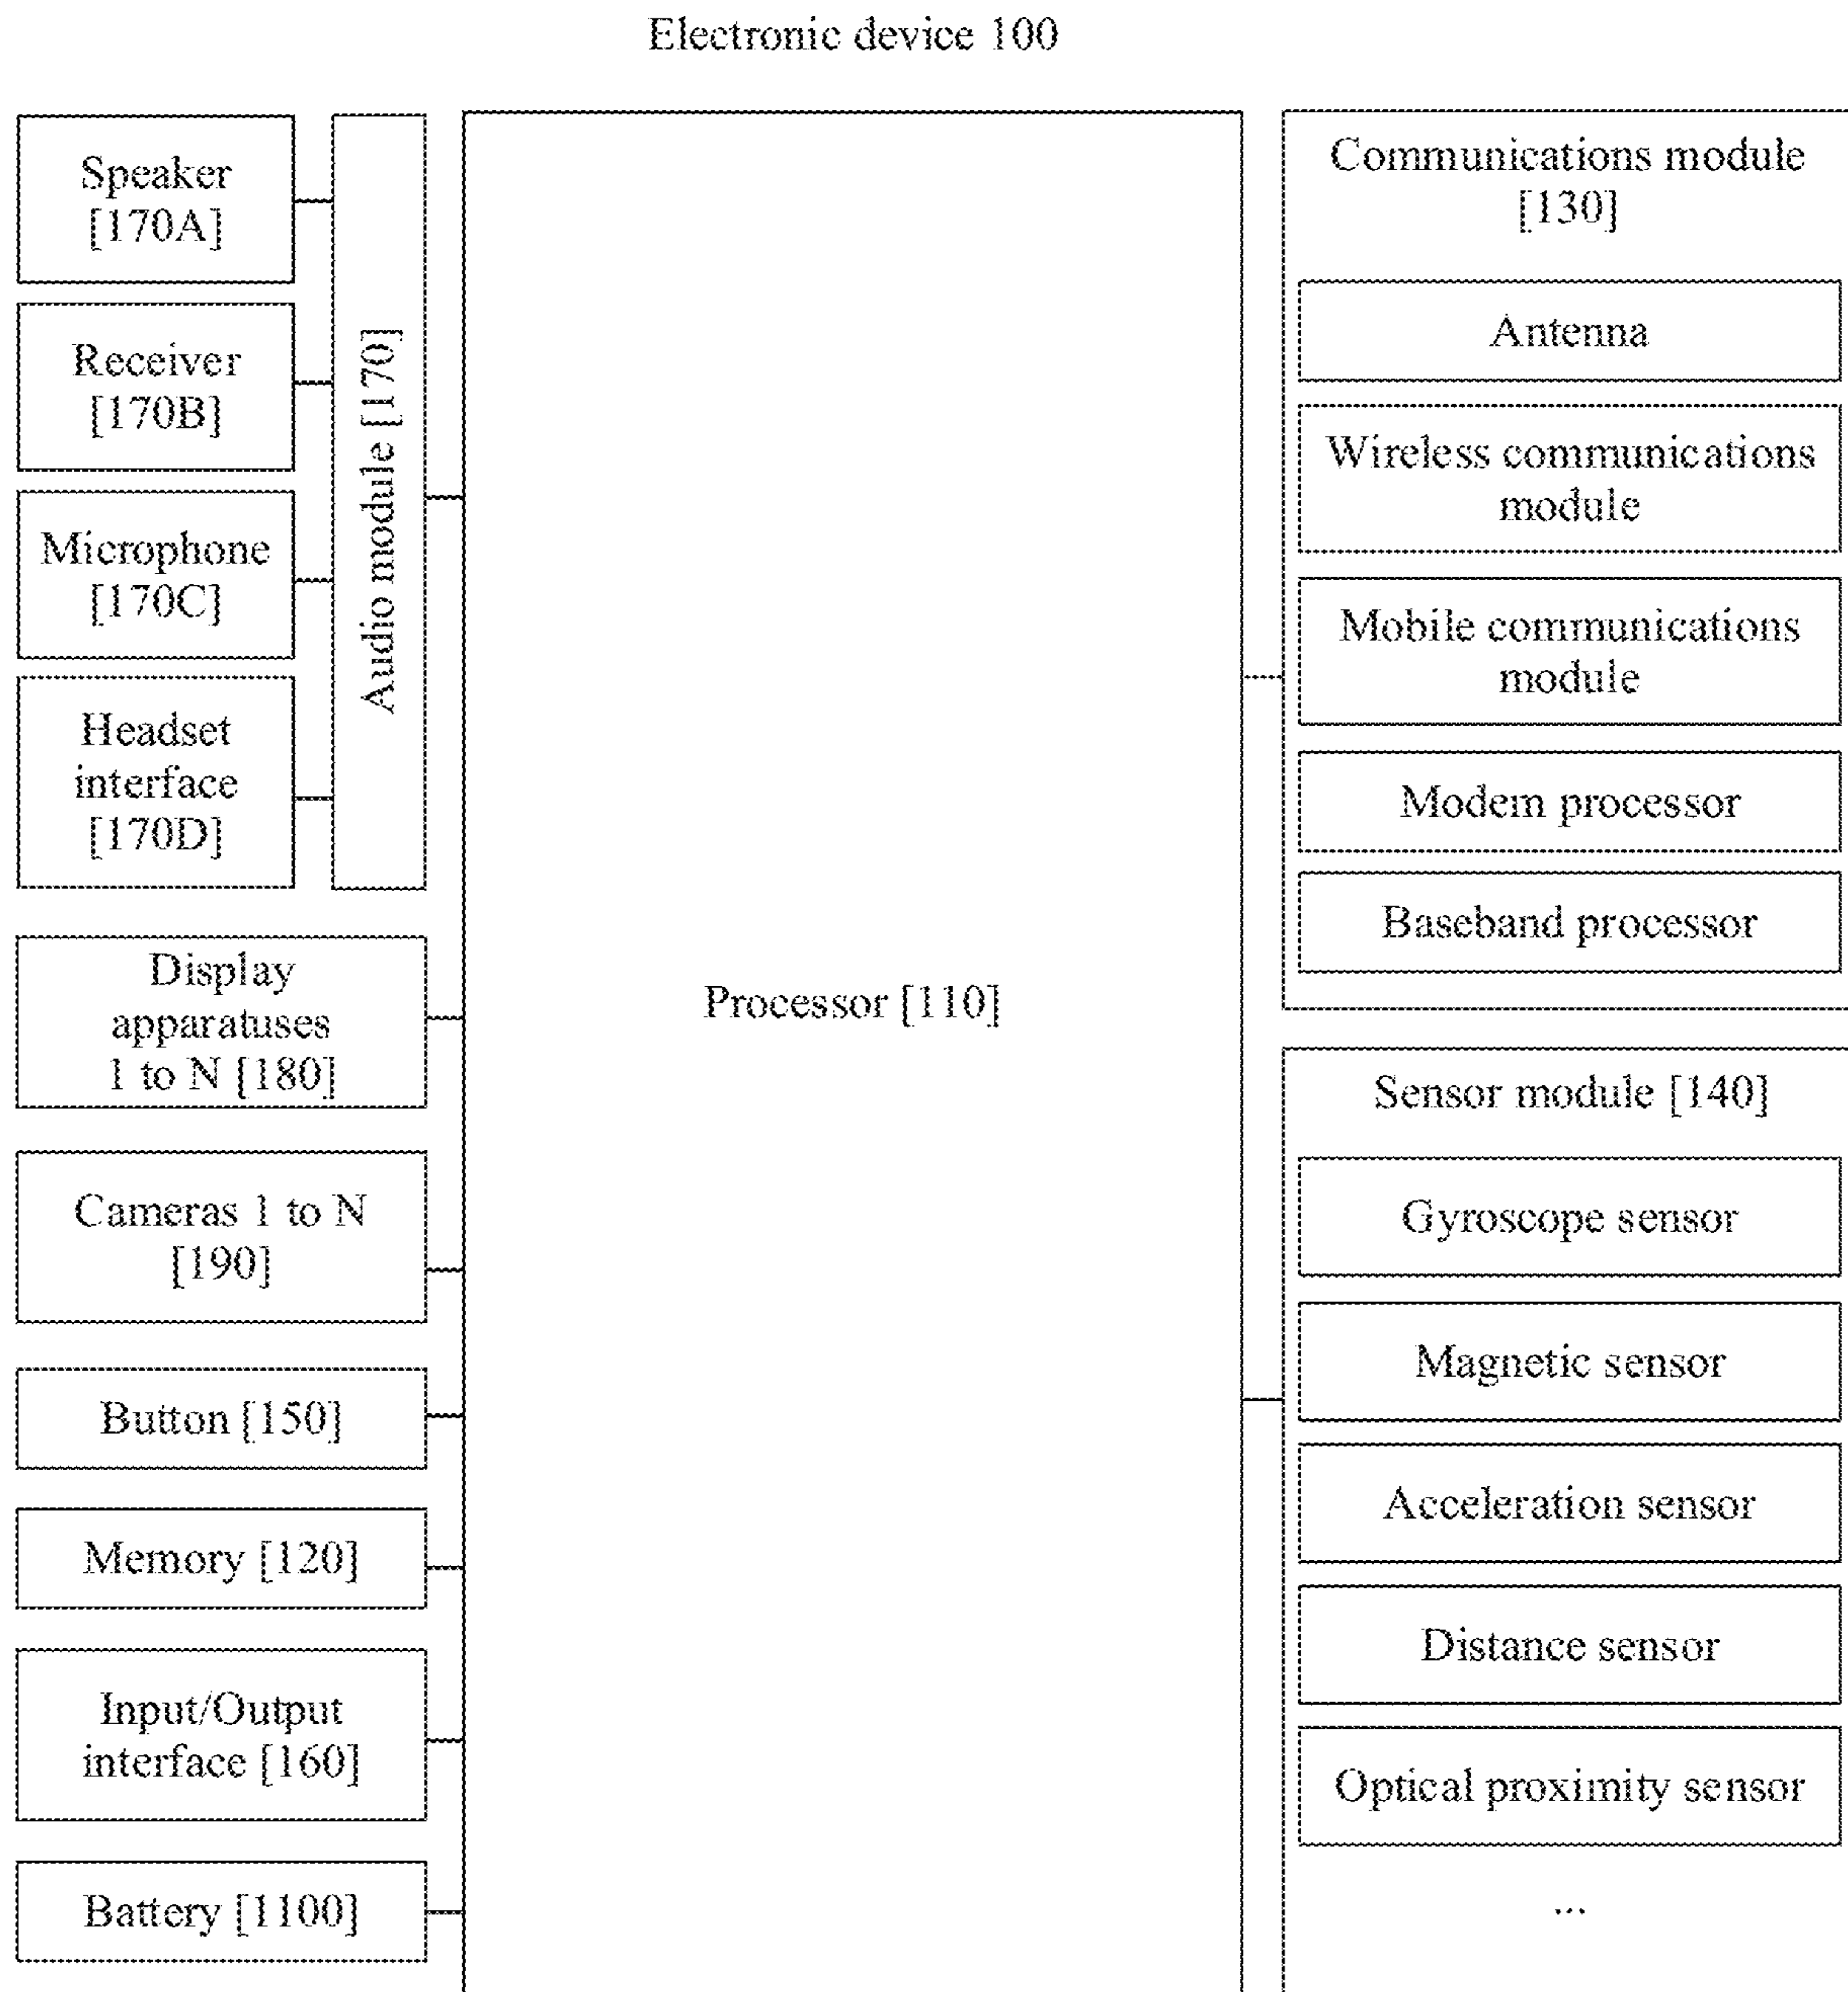 Electronic device 100
Speaker
[170A]
Receiver
[170B]
Microphone
[170C]
Headset
interface
[170D]
Audio module [170]
Display
apparatuses
1 to N [180]
Cameras 1 to N
[190]
Button [150]
Memory [120]
Input/Output
interface [160]
Battery [1100]
Processor [110]
Communications module
[130]
Antenna
Wireless communications
module
Mobile communications
module
Modem processor
Baseband processor
Sensor module [140]
Gyroscope sensor
Magnetic sensor
Acceleration sensor
Distance sensor
Optical proximity sensor
...